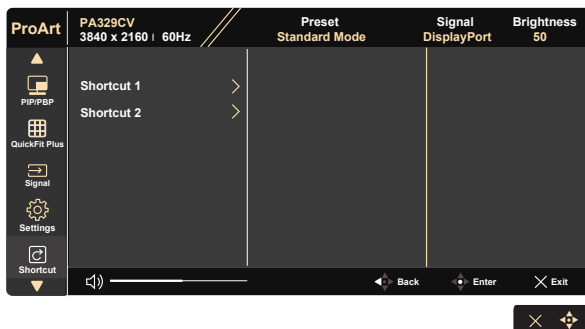 ProArt
PA329CV
3840 x 2160 | 60Hz
Preset
Standard Mode
Signal
DisplayPort
Brightness
50
PIP/PBP
QuickFit Plus
Signal
Settings
Shortcut
Shortcut 1
Shortcut 2
Back
Enter
Exit